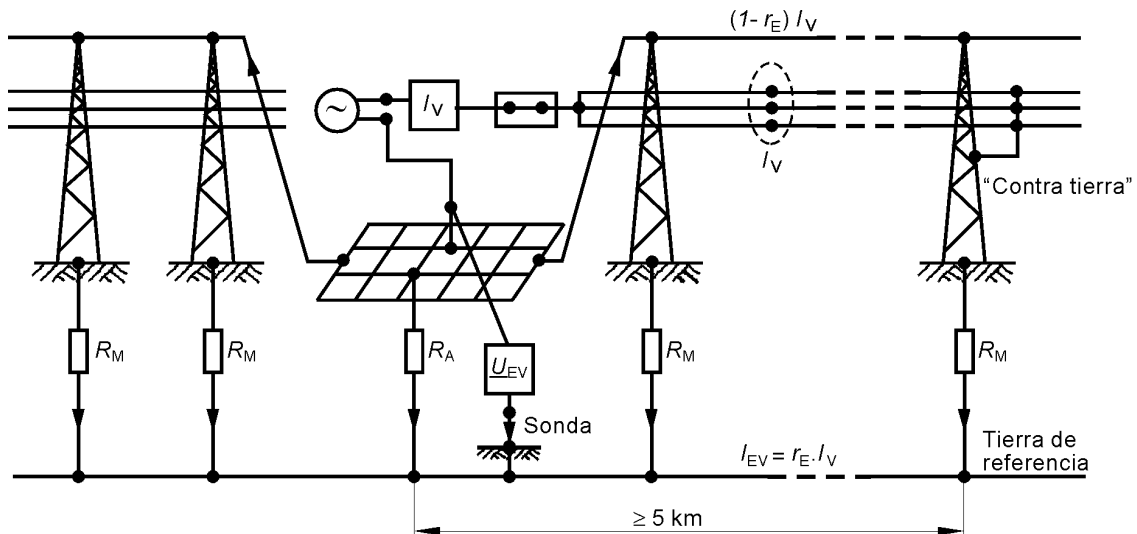 (1- rE) IV
~
IV
IV
“Contra tierra”
RM
RM
RA
UEV
RM
RM
Sonda
IEV = rE.IV
Tierra de
referencia
≥ 5 km